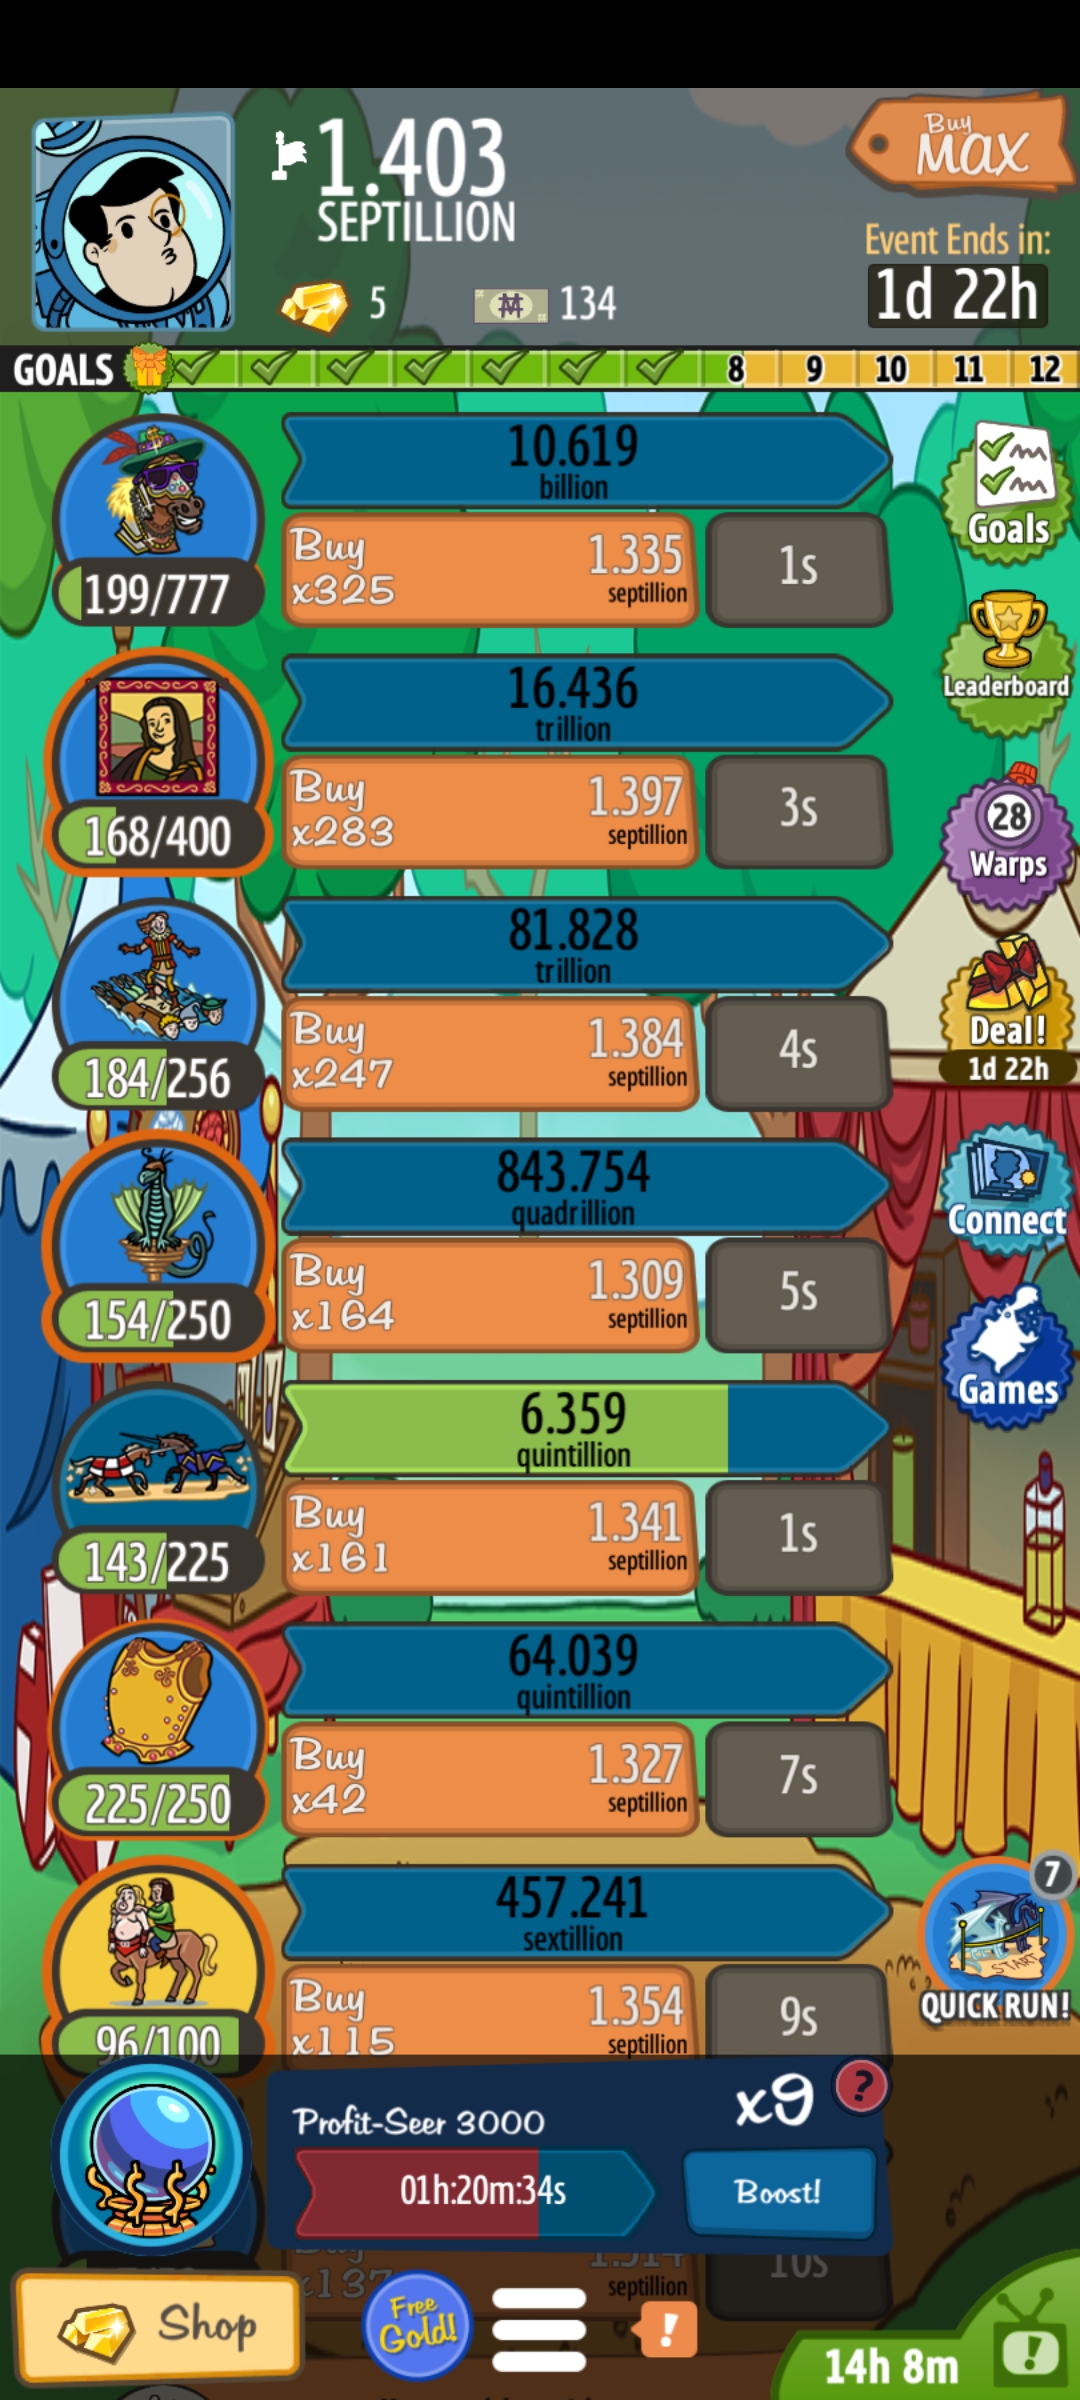 1.403
SEPTILLION
Buy
MAX
Event Ends in:
1d 22h
5
134
GOALS
8 9 10 11 12
10.619
billion
Buy
x325
1.335
septillion
1s
199/777
Goals
16.436
trillion
Buy
x283
1.397
septillion
3s
168/400
Leaderboard
28
Warps
81.828
trillion
Buy
x247
1.384
septillion
4s
184/256
Deal!
1d 22h
843.754
quadrillion
Buy
x164
1.309
septillion
5s
154/250
Connect
6.359
quintillion
Buy
x161
1.341
septillion
1s
143/225
Games
64.039
quintillion
Buy
x42
1.327
septillion
7s
225/250
457.241
sextillion
Buy
x115
1.354
septillion
9s
96/100
7
START
QUICK RUN!
Profit-Seer 3000
x9
?
01h:20m:34s
Boost!
Buy
x137
septillion
10s
Shop
Free
Gold!
!
14h 8m
!